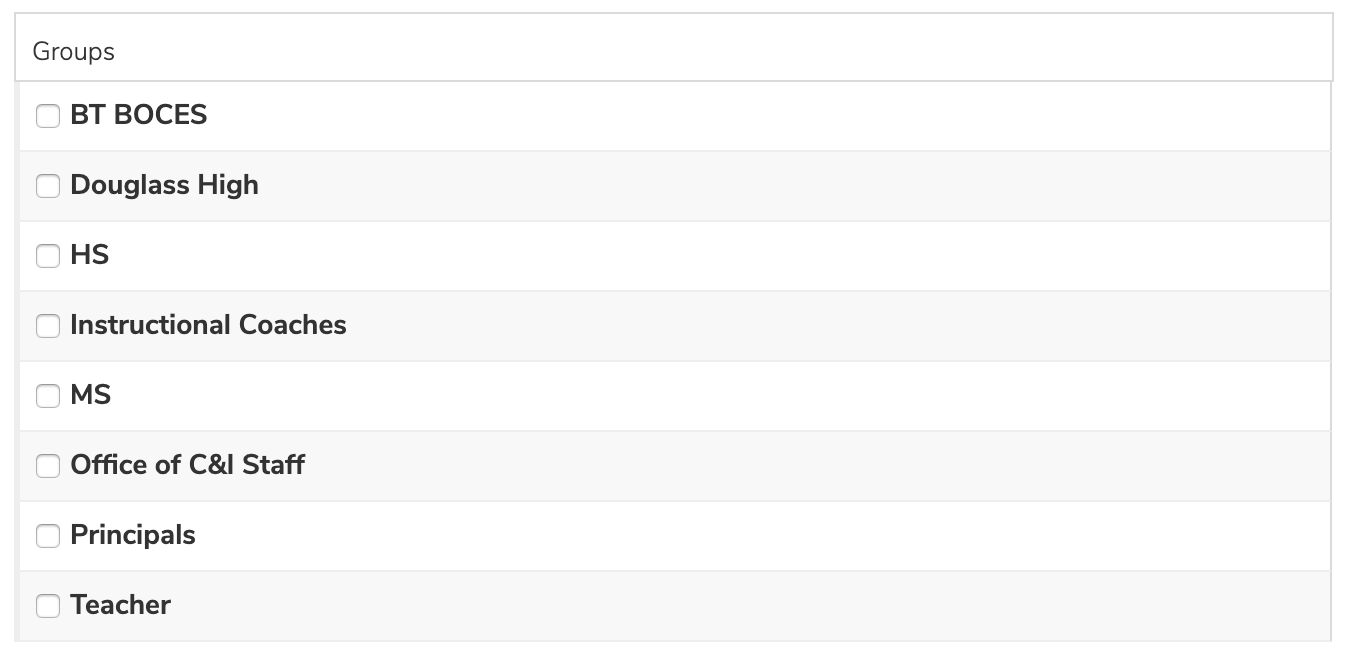 Groups
BT BOCES
Douglass High
HS
Instructional Coaches
MS
Office of C&I Staff
Principals
Teacher